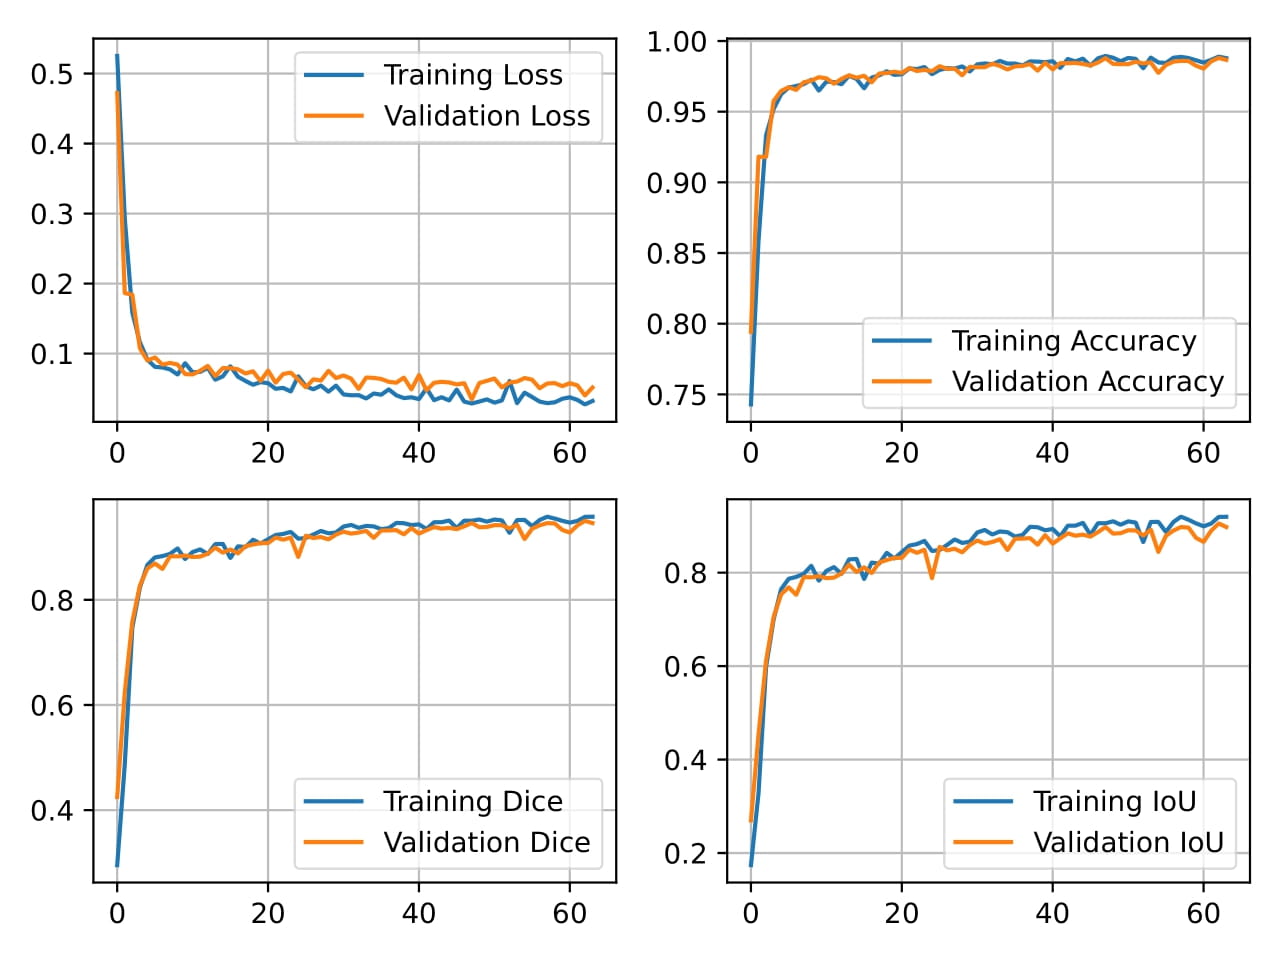 0.5
0.4
0.3
0.2
0.1
0 20 40 60
Training Loss
Validation Loss
1.00
0.95
0.90
0.85
0.80
0.75
0 20 40 60
Training Accuracy
Validation Accuracy
0.8
0.6
0.4
0 20 40 60
Training Dice
Validation Dice
0.8
0.6
0.4
0.2
0 20 40 60
Training IoU
Validation IoU